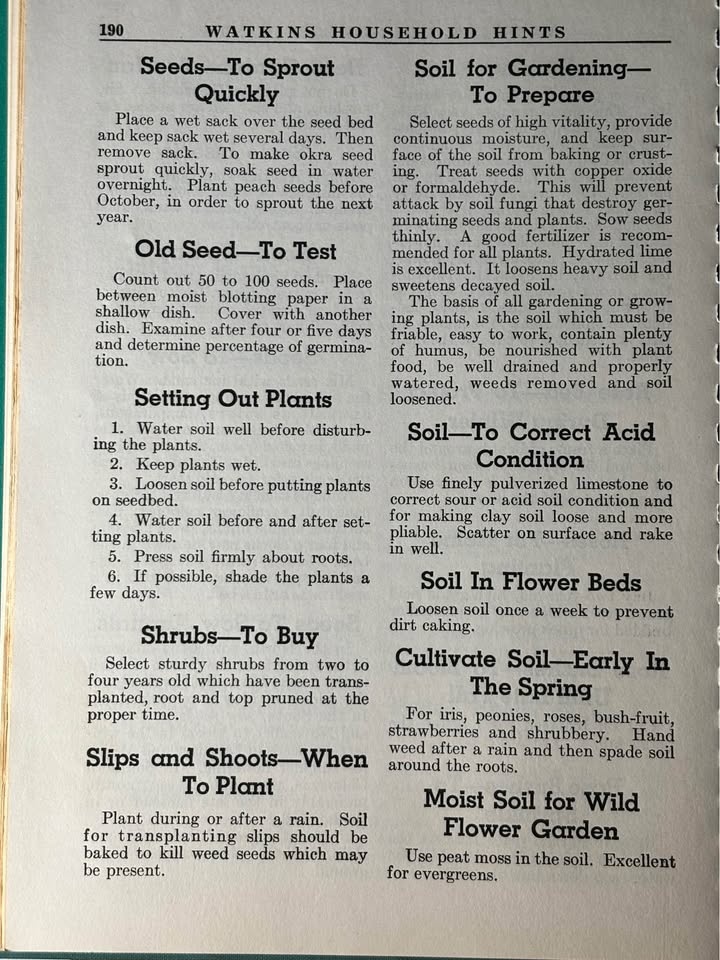 190 WATKINS HOUSEHOLD HINTS
Seeds—To Sprout
Quickly
Place a wet sack over the seed bed
and keep sack wet several days. Then
remove sack. To make okra seed
sprout quickly, soak seed in water
overnight. Plant peach seeds before
October, in order to sprout the next
year.
Old Seed—To Test
Count out 50 to 100 seeds. Place
between moist blotting paper in a
shallow dish. Cover with another
dish. Examine after four or five days
and determine percentage of germina-
tion.
Setting Out Plants
1. Water soil well before disturb-
ing the plants.
2. Keep plants wet.
3. Loosen soil before putting plants
on seedbed.
4. Water soil before and after set-
ting plants.
5. Press soil firmly about roots.
6. If possible, shade the plants a
few days.
Shrubs—To Buy
Select sturdy shrubs from two to
four years old which have been trans-
planted, root and top pruned at the
proper time.
Slips and Shoots—When
To Plant
Plant during or after a rain. Soil
for transplanting slips should be
baked to kill weed seeds which may
be present.
Soil for Gardening—
To Prepare
Select seeds of high vitality, provide
continuous moisture, and keep sur-
face of the soil from baking or crust-
ing. Treat seeds with copper oxide
or formaldehyde. This will prevent
attack by soil fungi that destroy ger-
minating seeds and plants. Sow seeds
thinly. A good fertilizer is recom-
mended for all plants. Hydrated lime
is excellent. It loosens heavy soil and
sweetens decayed soil.
The basis of all gardening or grow-
ing plants, is the soil which must be
friable, easy to work, contain plenty
of humus, be nourished with plant
food, be well drained and properly
watered, weeds removed and soil
loosened.
Soil—To Correct Acid
Condition
Use finely pulverized limestone to
correct sour or acid soil condition and
for making clay soil loose and more
pliable. Scatter on surface and rake
in well.
Soil In Flower Beds
Loosen soil once a week to prevent
dirt caking.
Cultivate Soil—Early In
The Spring
For iris, peonies, roses, bush-fruit,
strawberries and shrubbery. Hand
weed after a rain and then spade soil
around the roots.
Moist Soil for Wild
Flower Garden
Use peat moss in the soil. Excellent
for evergreens.